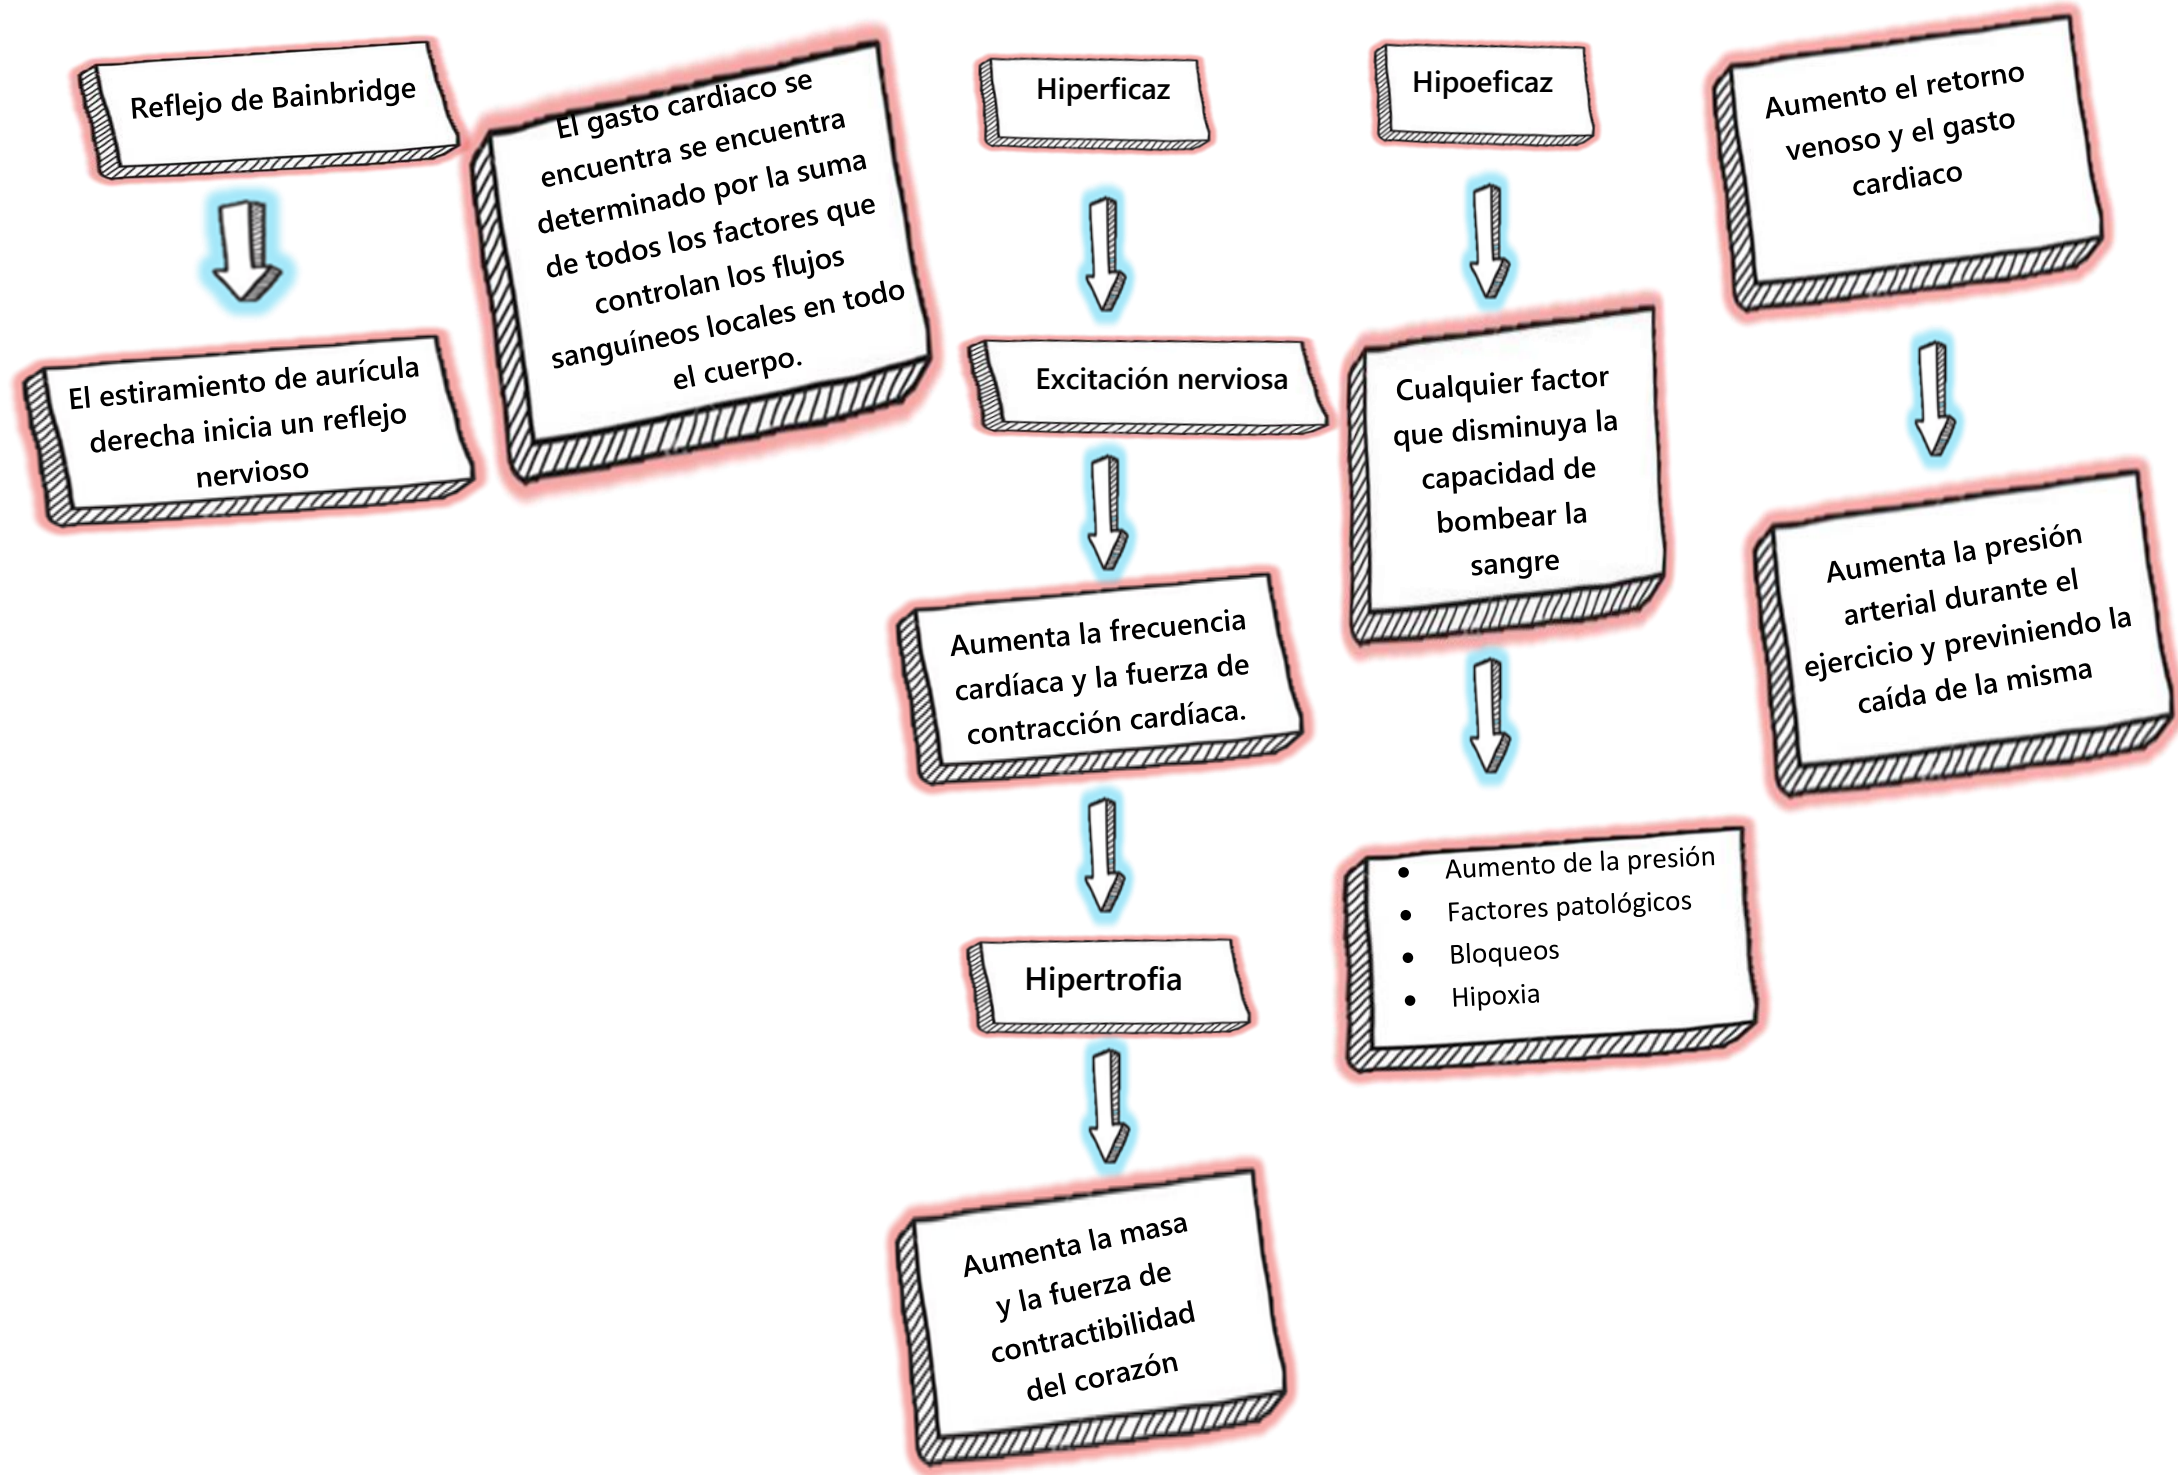 Reflejo de Bainbridge
El estiramiento de aurícula
derecha inicia un reflejo
nervioso
El gasto cardiaco se
encuentra se encuentra
determinado por la suma
de todos los factores que
controlan los flujos
sanguíneos locales en todo
el cuerpo.
Hiperficaz
Excitación nerviosa
Aumenta la frecuencia
cardíaca y la fuerza de
contracción cardíaca.
Hipertrofia
Aumenta la masa
y la fuerza de
contractibilidad
del corazón
Hipoeficaz
Cualquier factor
que disminuya la
capacidad de
bombear la
sangre
• Aumento de la presión
• Factores patológicos
• Bloqueos
• Hipoxia
Aumento el retorno
venoso y el gasto
cardiaco
Aumenta la presión
arterial durante el
ejercicio y previniendo la
caída de la misma